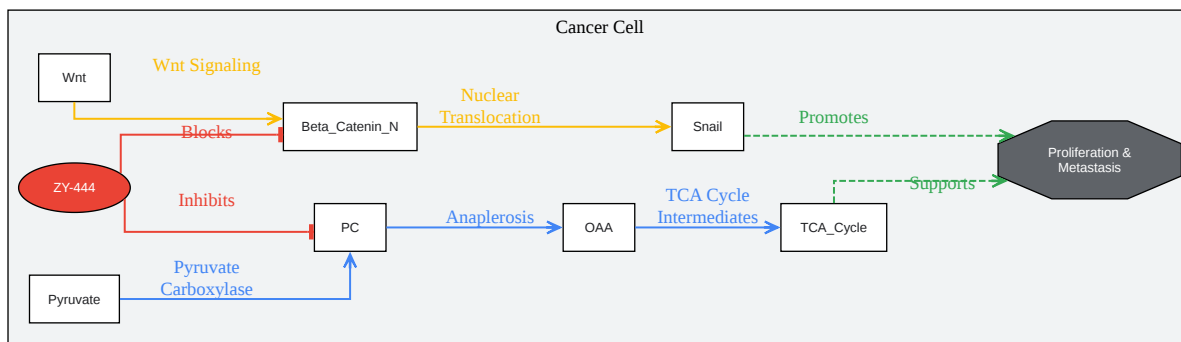 Cancer Cell
Wnt
Wnt Signaling
Beta_Catenin_N
Nuclear
Translocation
Snail
Promotes
Proliferation &
Metastasis
Blocks
ZY-444
Inhibits
PC
Anaplerosis
OAA
TCA Cycle
Intermediates
TCA_Cycle
Supports
Pyruvate
Pyruvate
Carboxylase